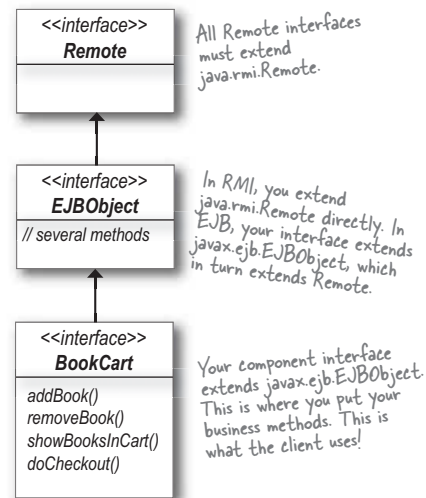 <<interface>>
Remote
All Remote interfaces
must extend
java.rmi.Remote.
<<interface>>
EJBObject
// several methods
In RMI, you extend
java.rmi.Remote directly. In
EJB, your interface extends
javax.ejb.EJBObject, which
in turn extends Remote.
<<interface>>
BookCart
addBook()
removeBook()
showBooksInCart()
doCheckout()
Your component interface
extends javax.ejb.EJBObject.
This is where you put your
business methods. This is
what the client uses!